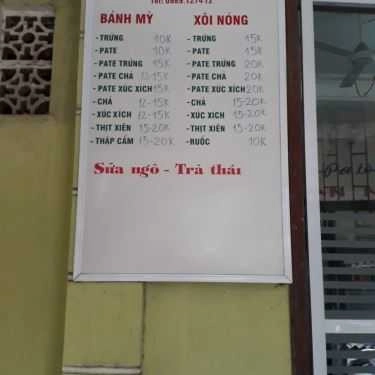 Tel: 0989.127412
BÁNH MỲ
- TRỨNG 10K
- PATE 10K
- PATE TRỨNG 15K
- PATE CHẢ 12-15K
- PATE XÚC XÍCH 15K
- CHẢ 12-15K
- XÚC XÍCH 12-15K
- THỊT XIÊN 15-20K
- THẬP CẨM 15-20K
XÔI NÓNG
- TRỨNG 15K
- PATE 15K
- PATE TRỨNG 20K
- PATE CHẢ 20K
- PATE XÚC XÍCH 20K
- CHẢ 15-20K
- XÚC XÍCH 15-20K
- THỊT XIÊN 15-20K
- RUỐC 10K
Sữa ngô - Trà thái